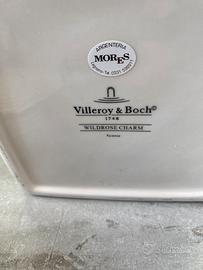 ARGENTERIA
MORES
Villeroy & Boch©
1748
WILDROSE CHARM